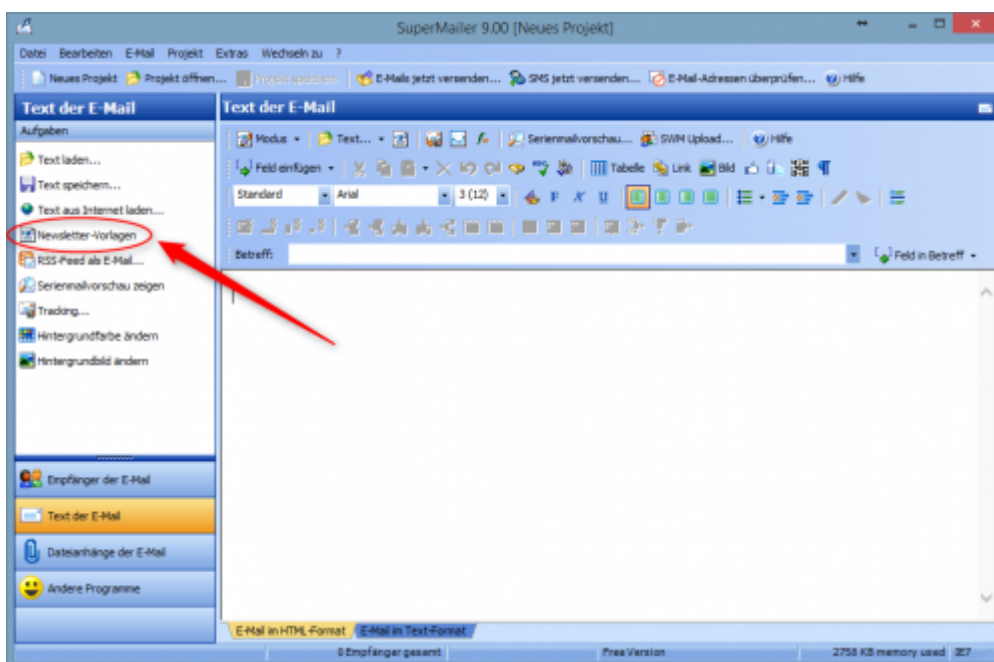 SuperMailer 9.00 [Neues Projekt]
Datei Bearbeiten E-Mail Projekt Extras Wechseln zu ?
Neues Projekt Projekt öffnen... Projekt speichern E-Mails jetzt versenden... SMS jetzt versenden... E-Mail-Adressen überprüfen... Hilfe
Text der E-Mail
Aufgaben
Text laden...
Text speichern...
Text aus Internet laden...
Newsletter-Vorlagen
RSS-Feed als E-Mail...
Serienmailvorschau zeigen
Tracking...
Hintergrundfarbe ändern
Hintergrundbild ändern
Empfänger der E-Mail
Text der E-Mail
Dateianhänge der E-Mail
Andere Programme
Text der E-Mail
Modus Text... Serienmailvorschau... SWM Upload... Hilfe
Feld einfügen Tabelle Link Bild
Standard Arial 3 (12) F K U
Betreff: Feld in Betreff
E-Mail im HTML-Format E-Mail im Text-Format
0 Empfänger gesamt Free Version 2758 KB memory used IE7